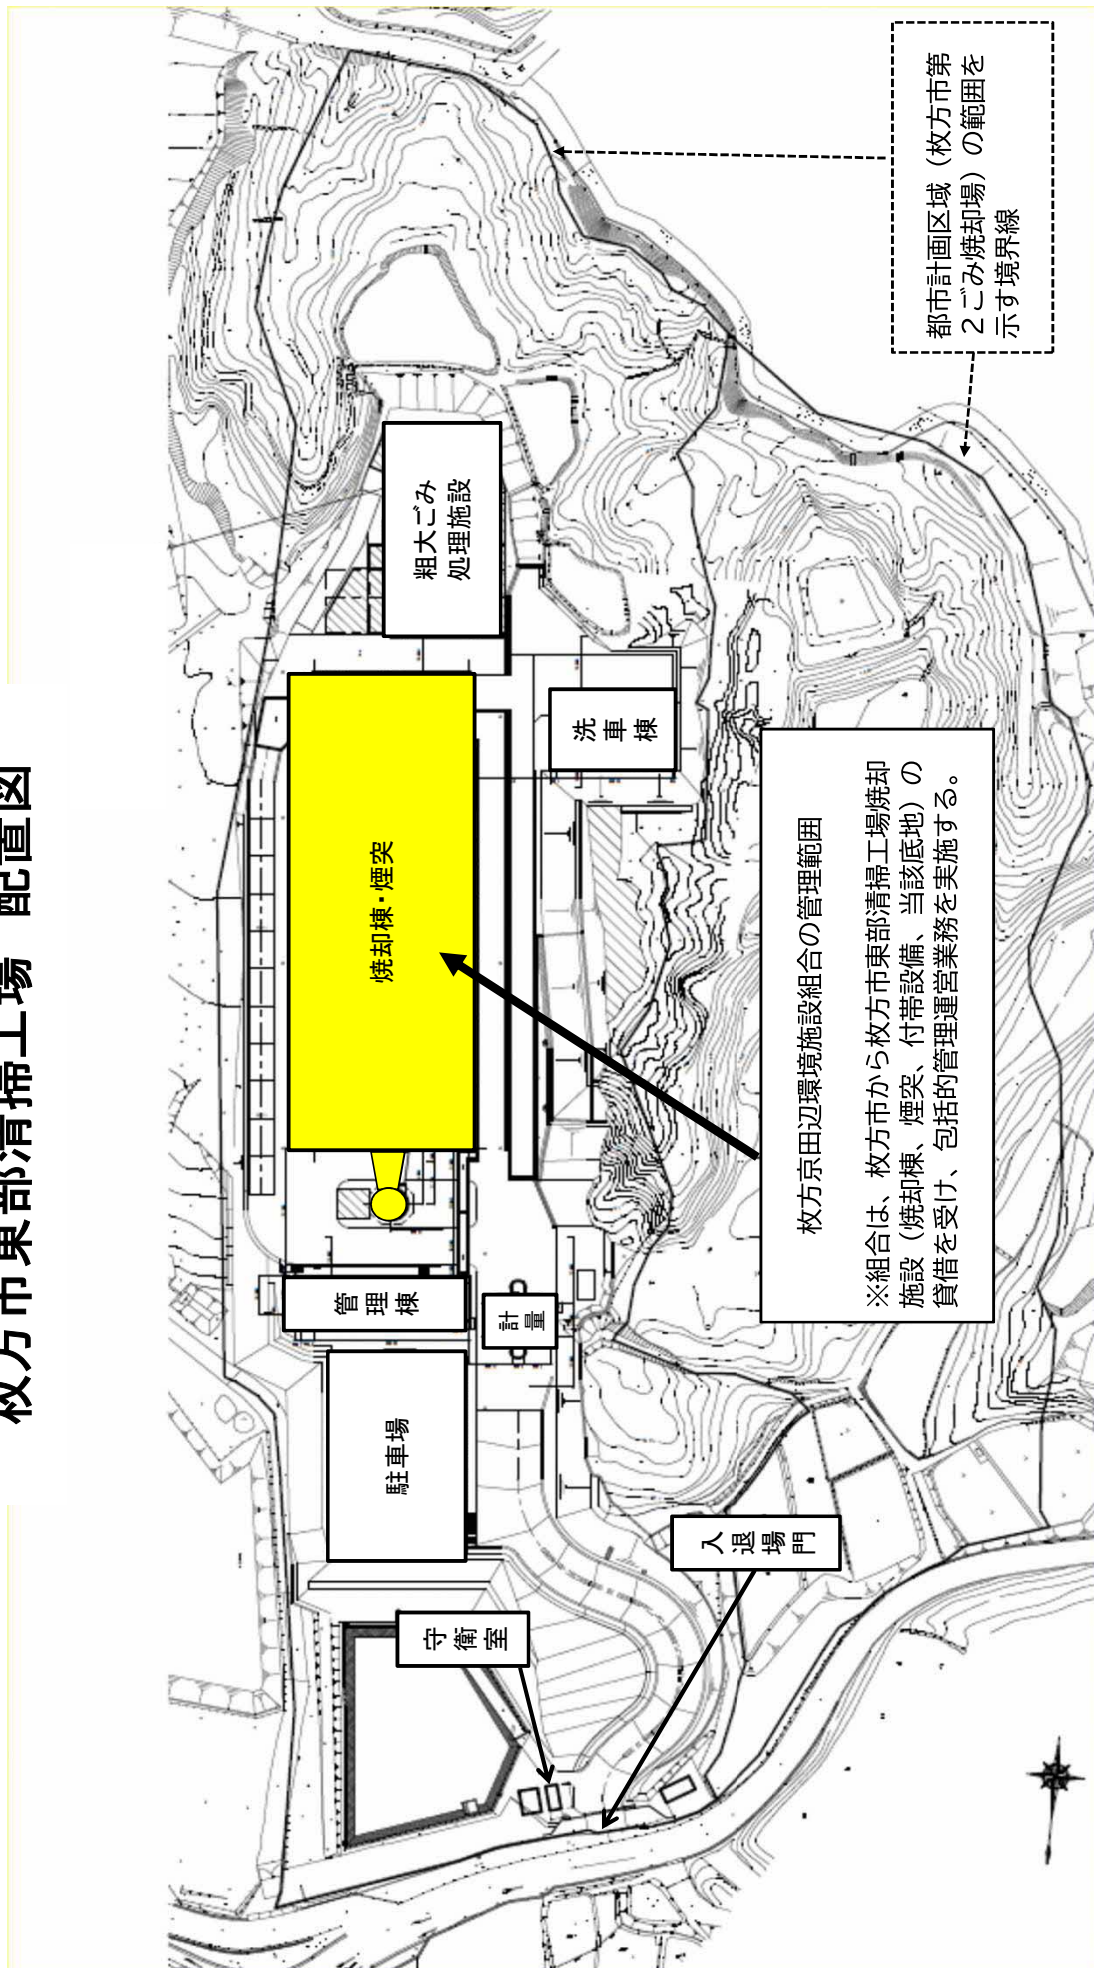 枚方市東部清掃工場 配置図
都市計画区域（枚方市第
２ごみ焼却場）の範囲を
示す境界線
粗大ごみ
処理施設
焼却棟・煙突
洗車棟
管理棟
計量
駐車場
守衛室
入退場門
枚方京田辺環境施設組合の管理範囲
※組合は、枚方市から枚方市東部清掃工場焼却
施設（焼却棟、煙突、付帯設備、当該底地）の
貸借を受け、包括的管理運営業務を実施する。